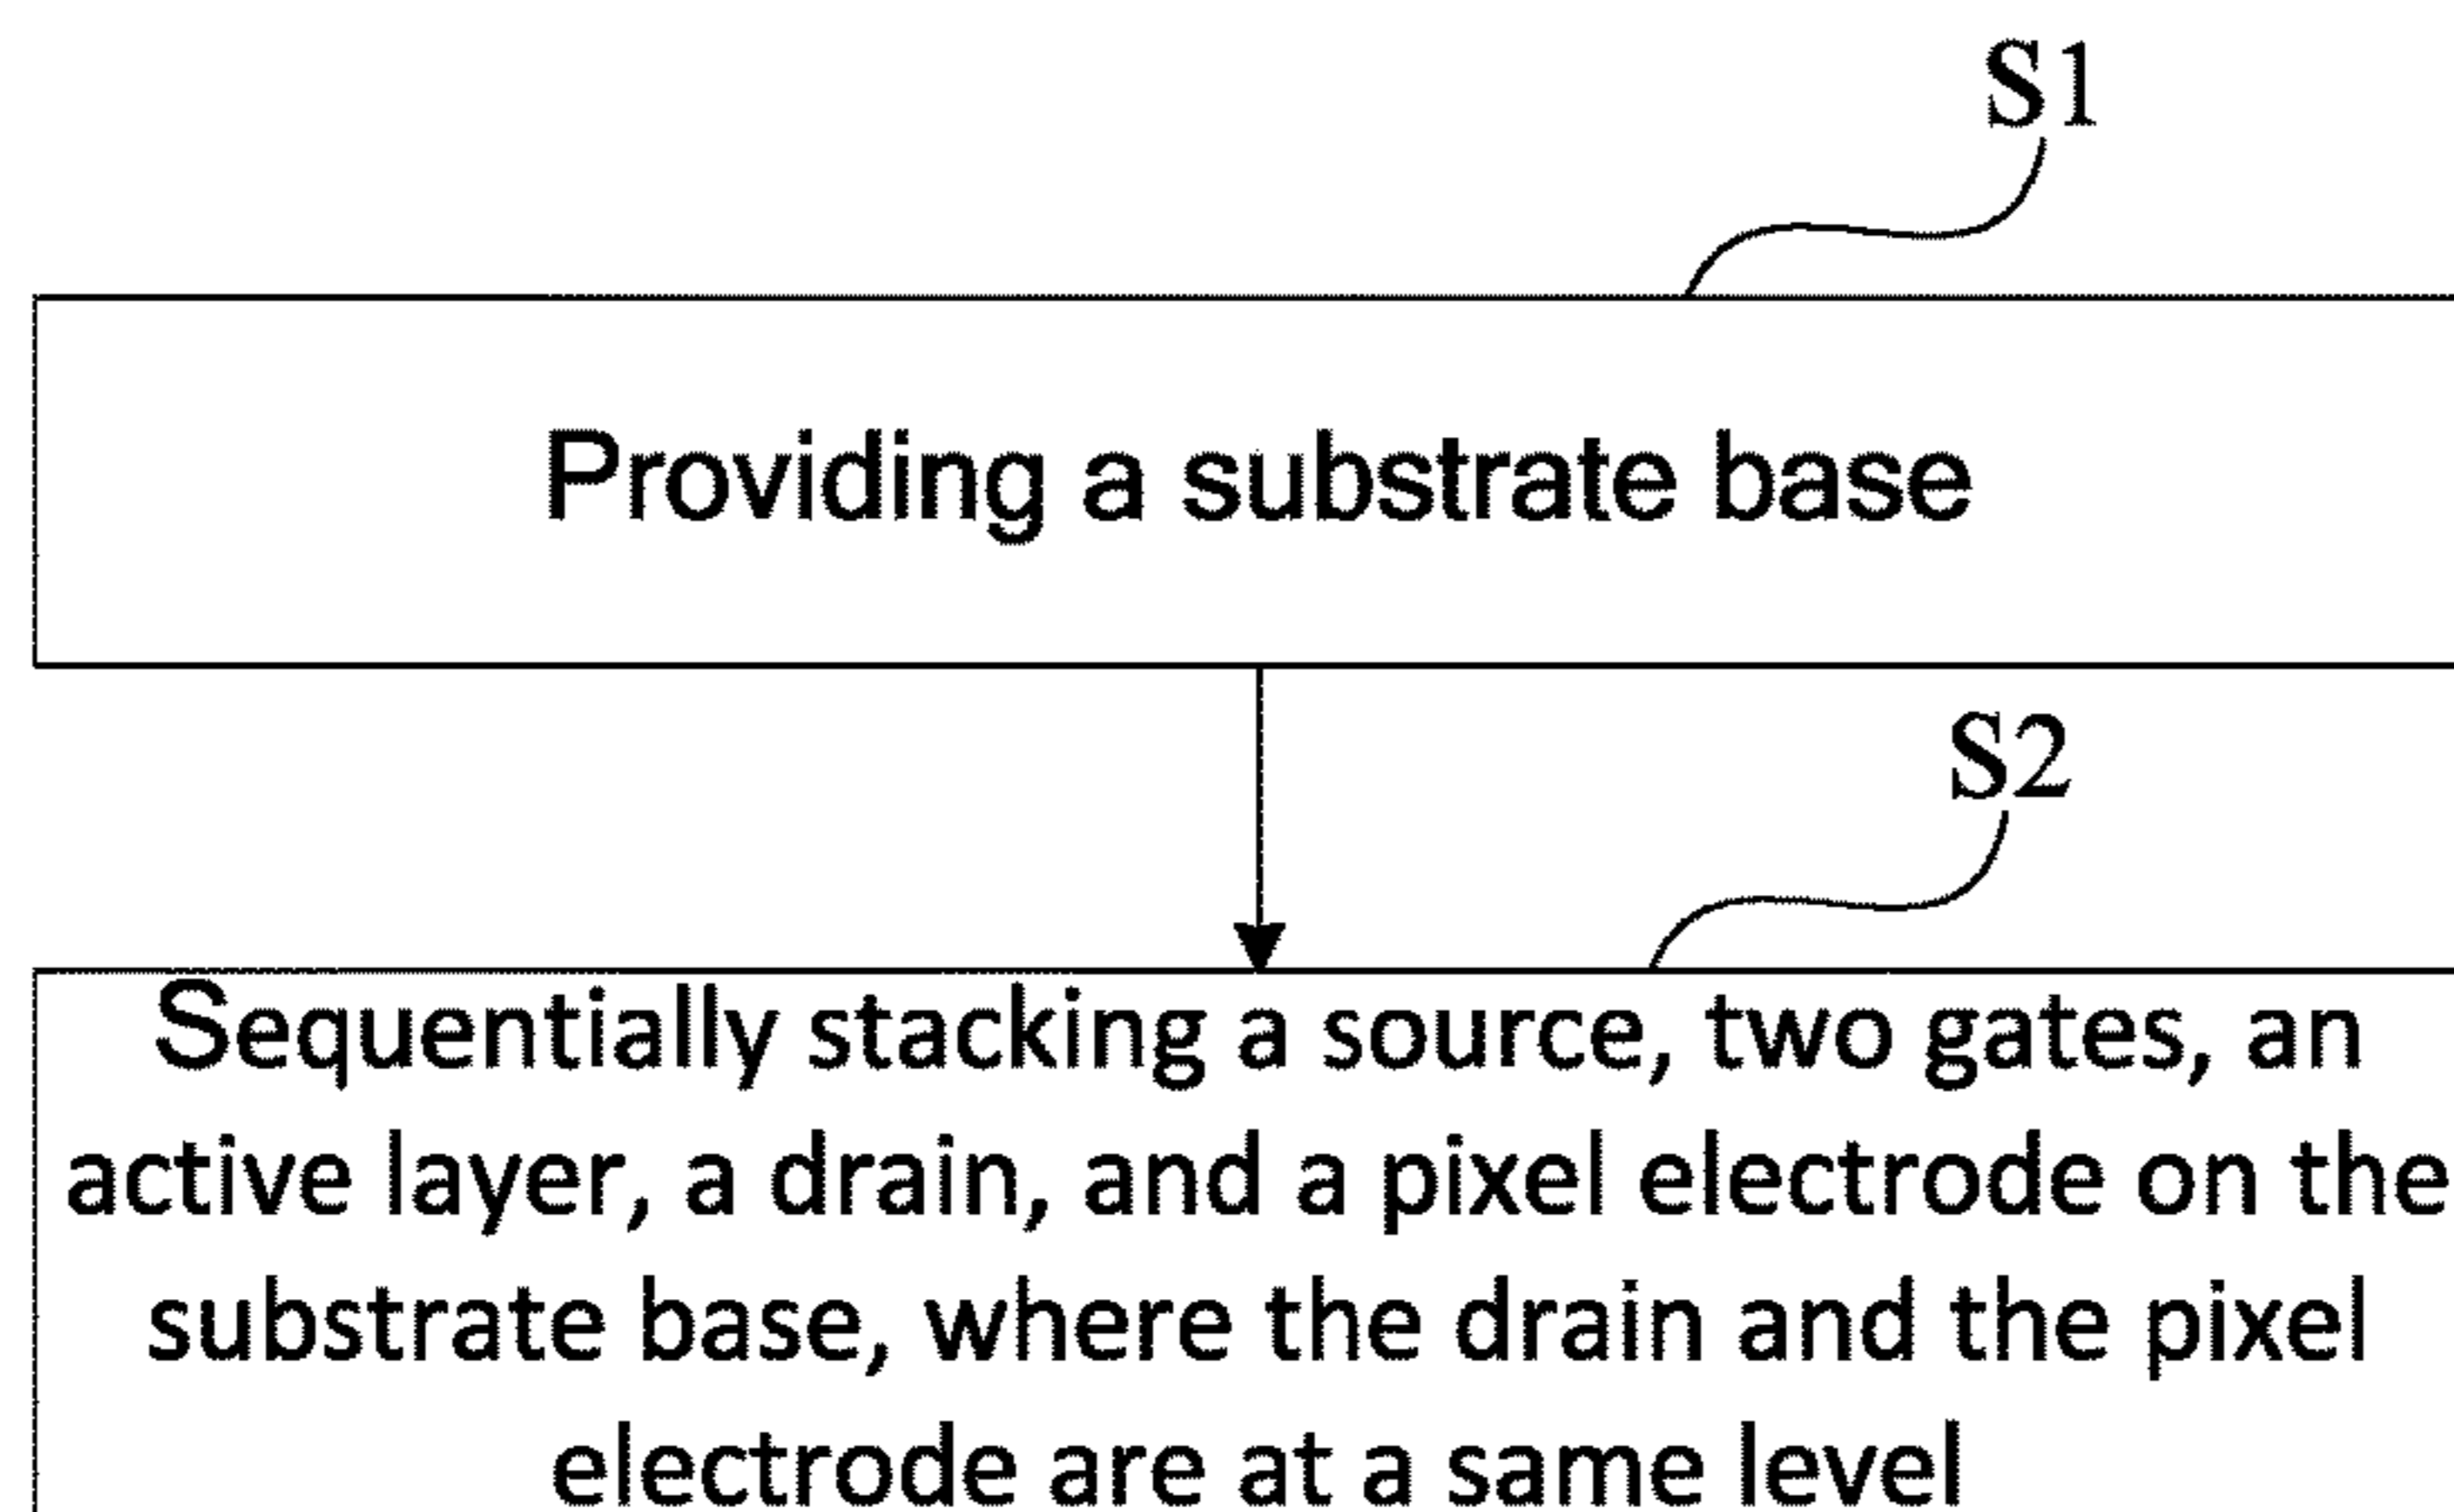 S1
Providing a substrate base
S2
Sequentially stacking a source, two gates, an
active layer, a drain, and a pixel electrode on the
substrate base, where the drain and the pixel
electrode are at a same level